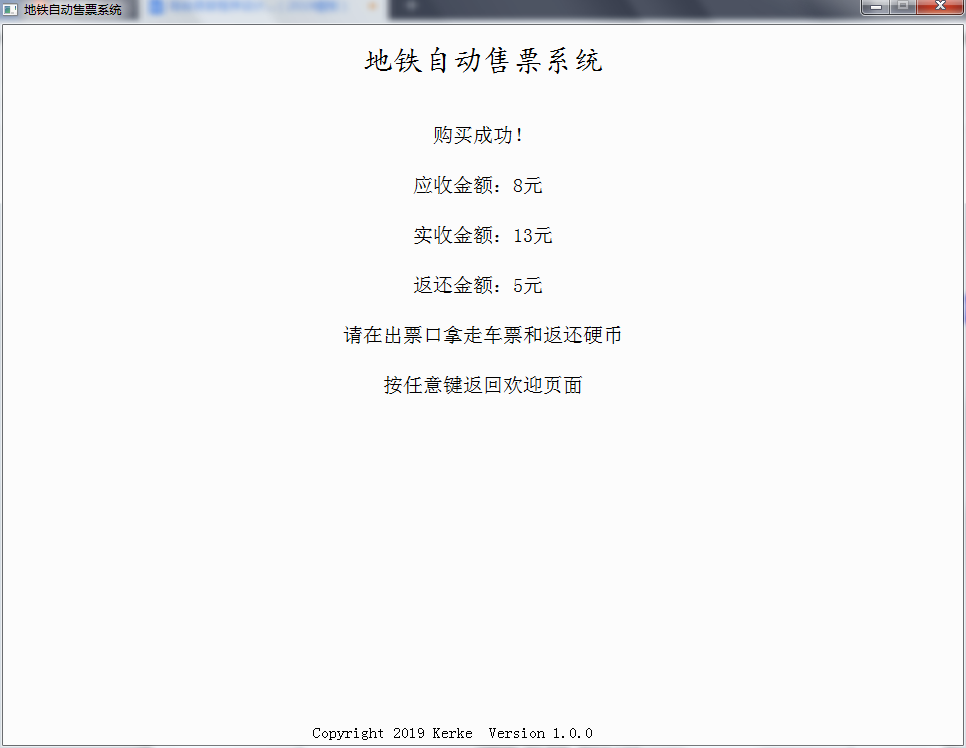 地铁自动售票系统
地铁自动售票系统
购买成功！
应收金额：8元
实收金额：13元
返还金额：5元
请在出票口拿走车票和返还硬币
按任意键返回欢迎页面
Copyright 2019 Kerke  Version 1.0.0